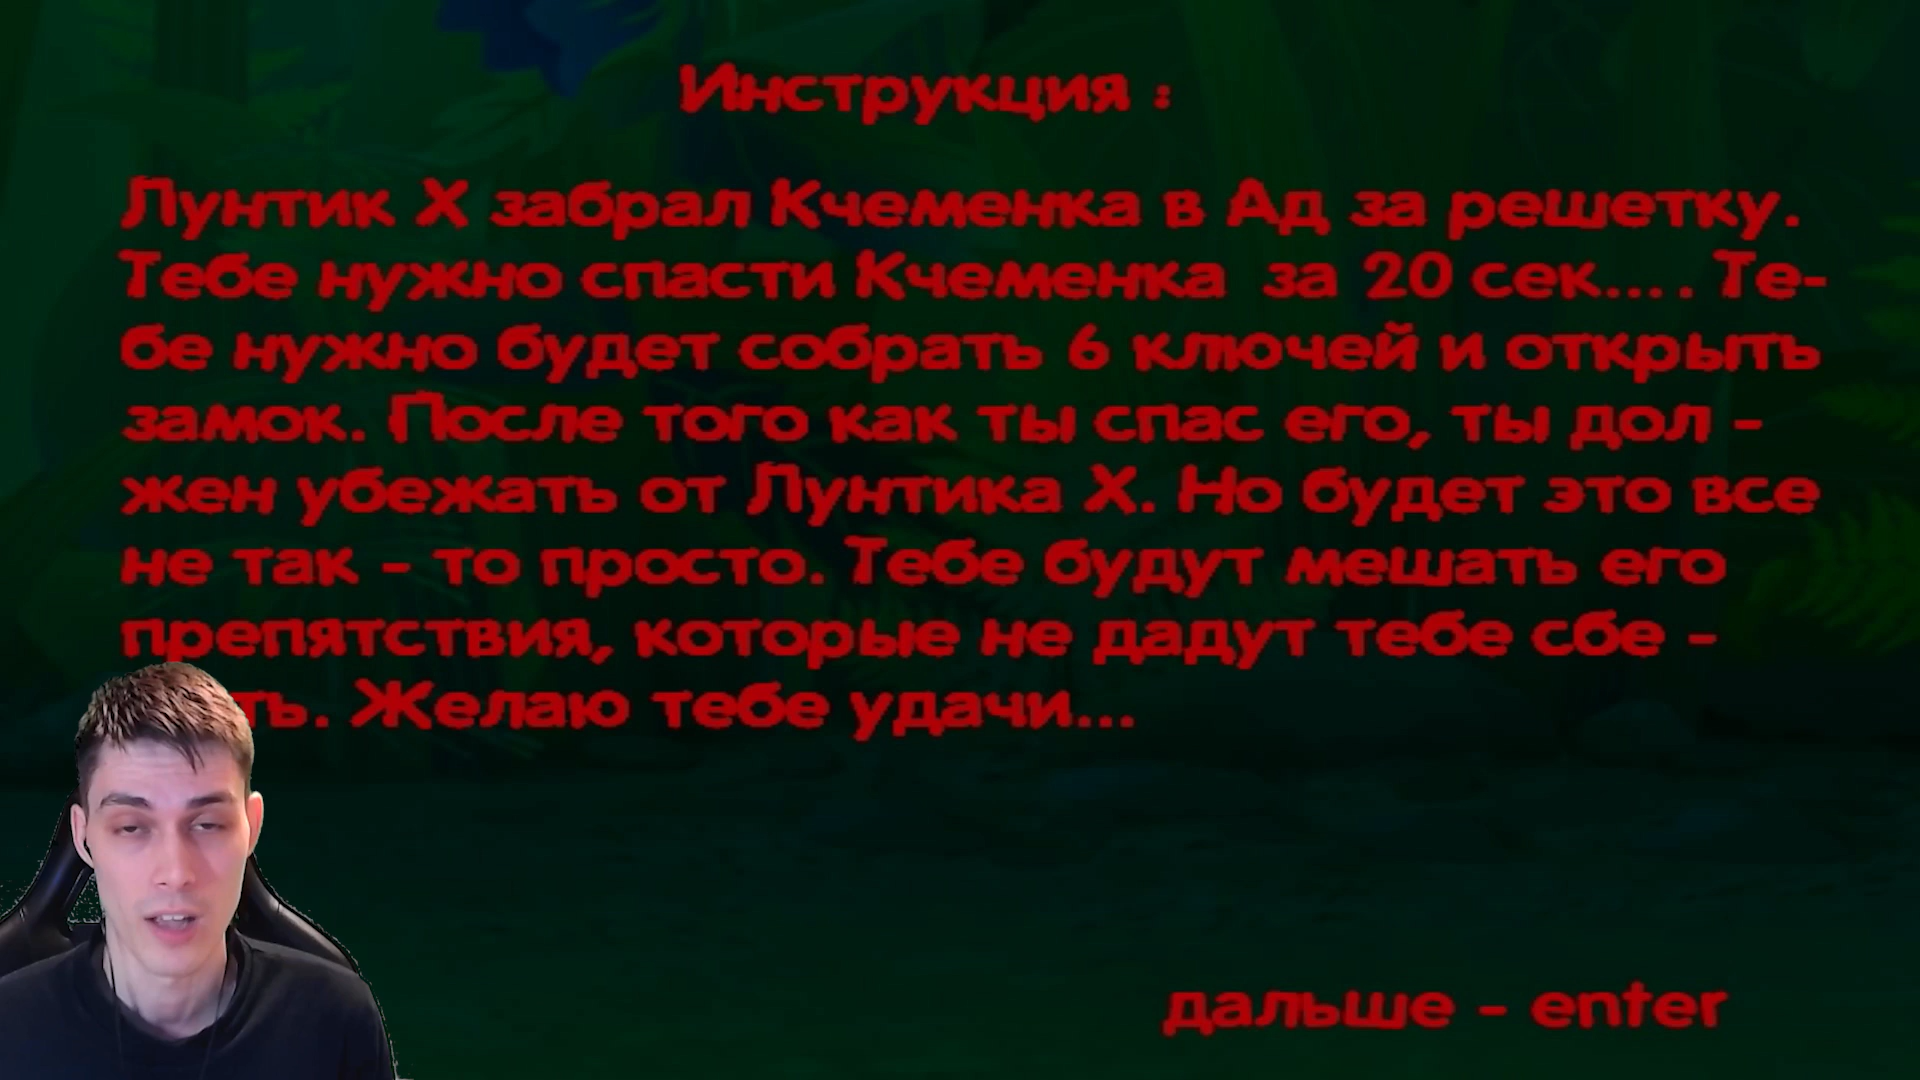 Инструкция :
Лунтик Х забрал Кчеменка в Ад за решетку.
Тебе нужно спасти Кчеменка за 20 сек.... Те-
бе нужно будет собрать 6 ключей и открыть
замок. После того как ты спас его, ты дол -
жен убежать от Лунтика Х. Но будет это все
не так - то просто. Тебе будут мешать его
препятствия, которые не дадут тебе сбе -
Желаю тебе удачи...
дальше - enter